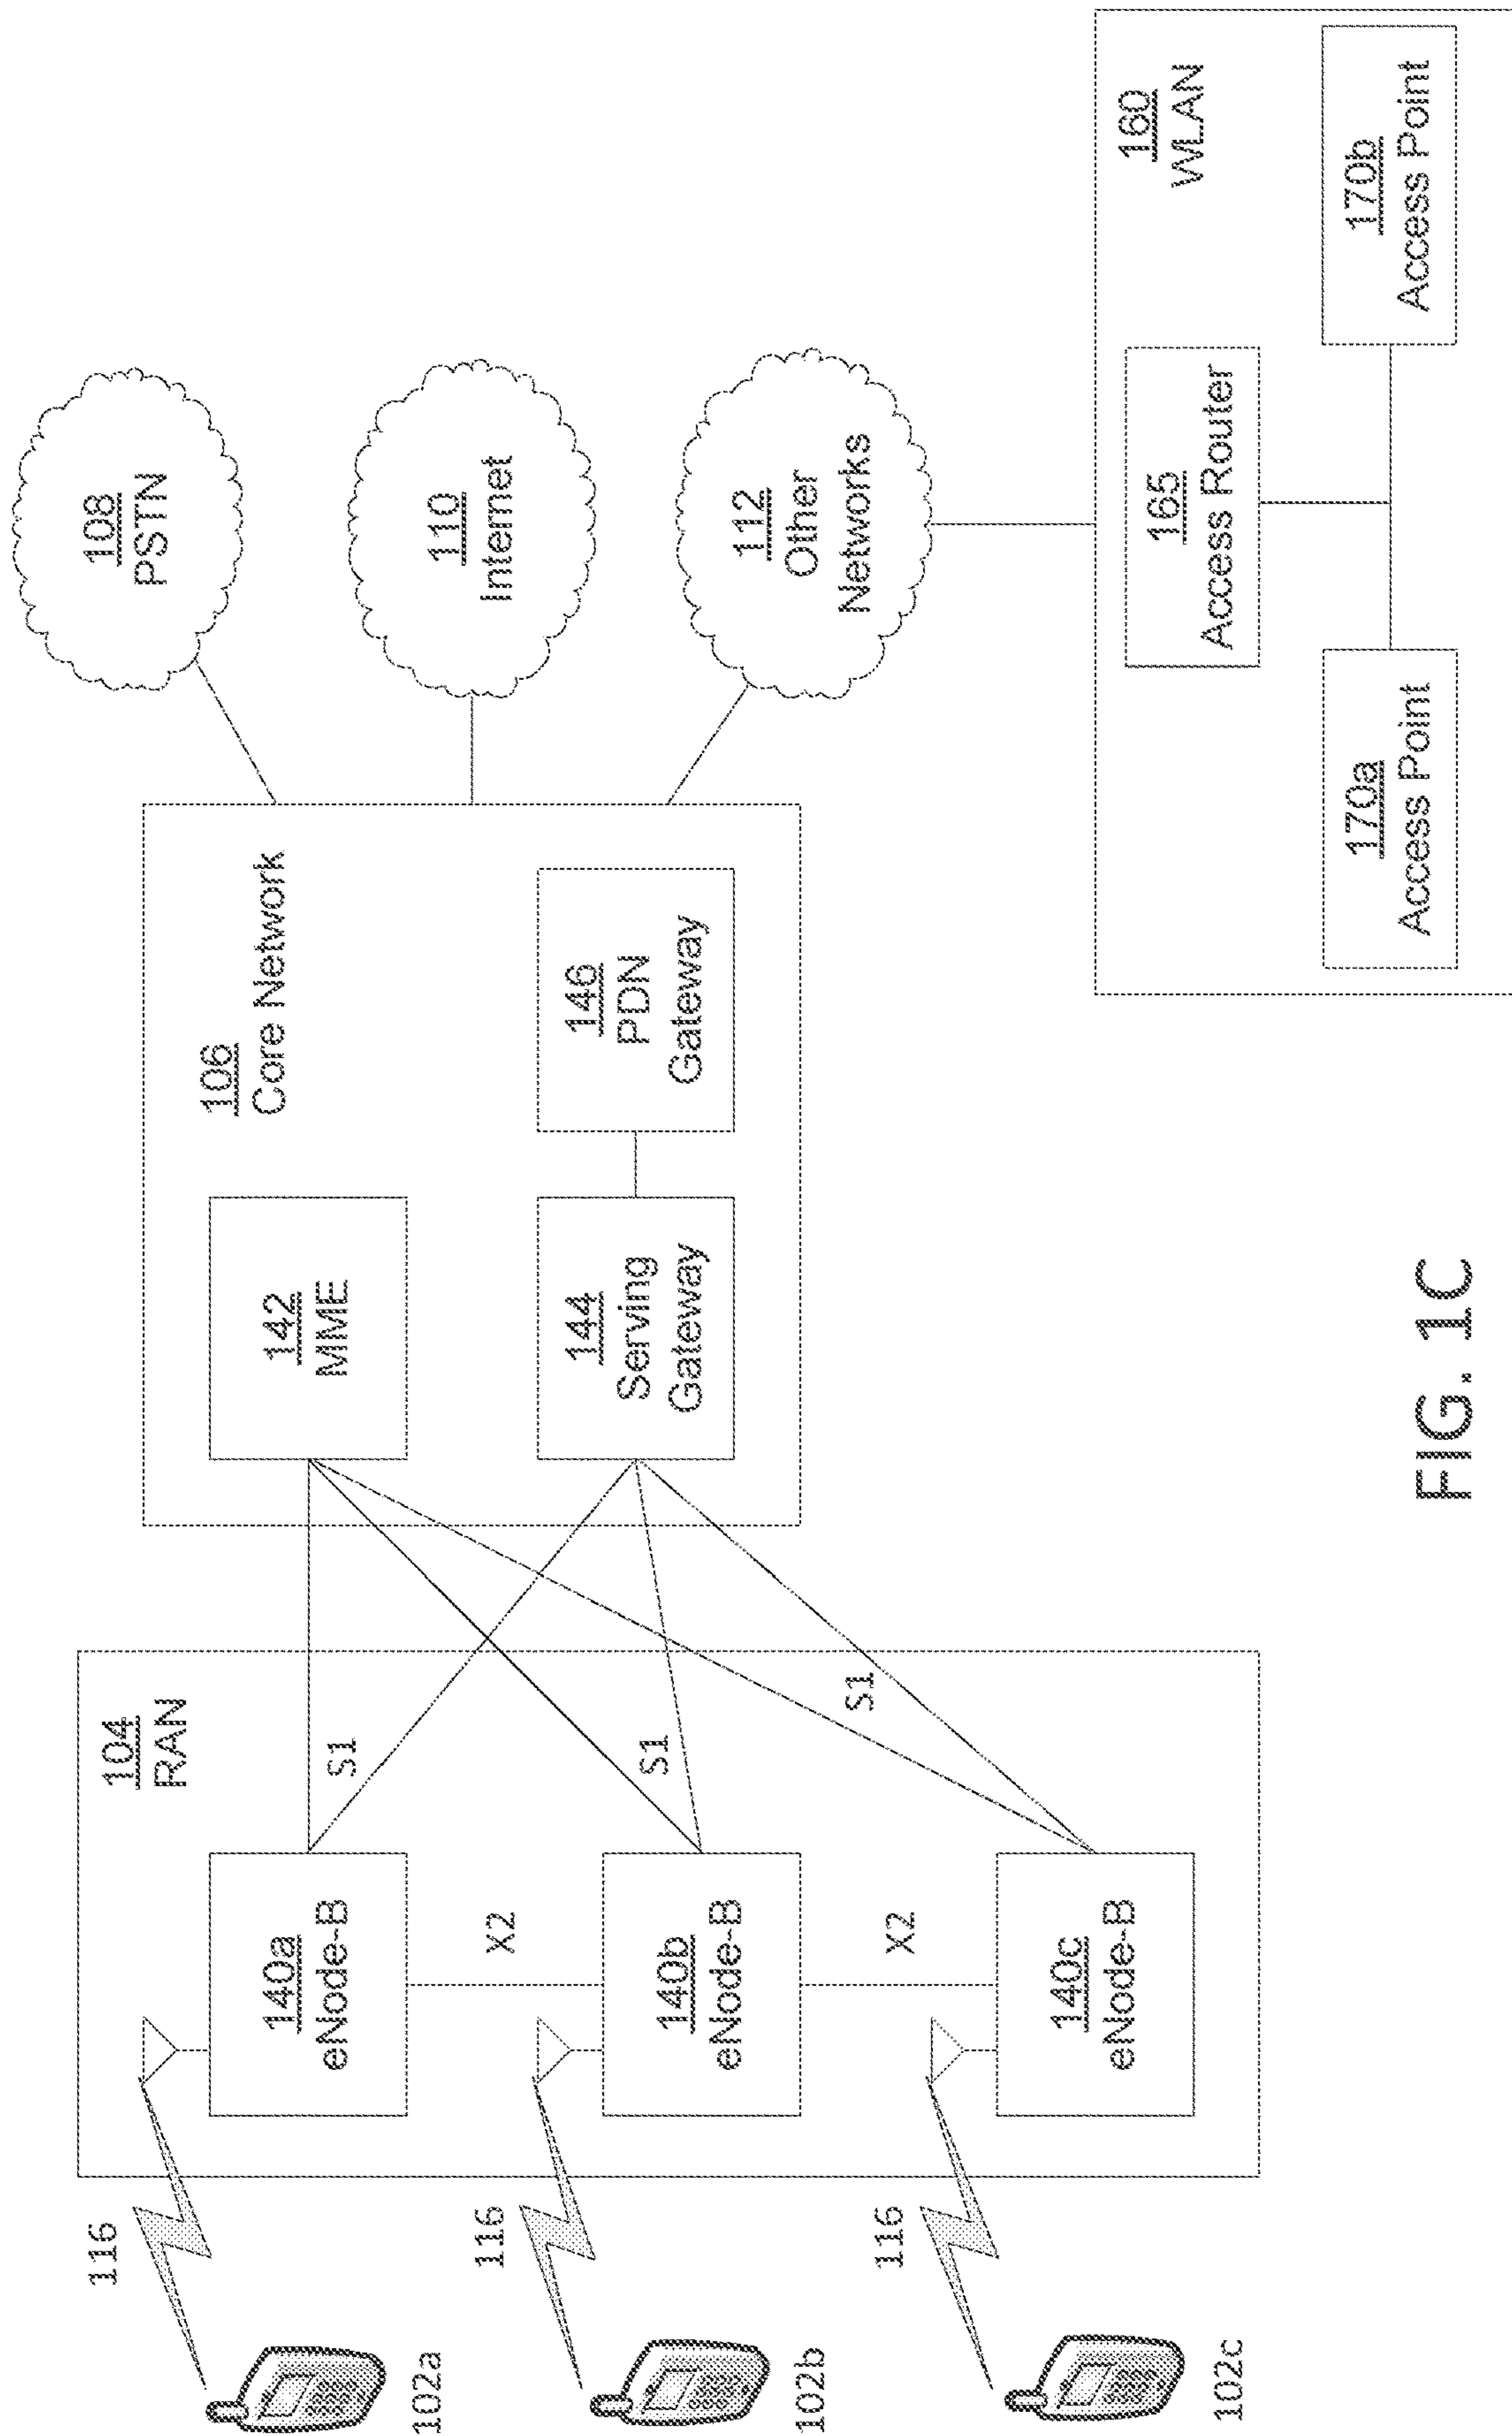 102a
102b
102c
116
116
116
104
RAN
140a
eNode-B
X2
140b
eNode-B
X2
140c
eNode-B
S1
S1
S1
106
Core Network
142
MME
144
Serving
Gateway
146
PDN
Gateway
108
PSTN
110
Internet
112
Other
Networks
160
WLAN
165
Access Router
170a
Access Point
170b
Access Point
FIG. 1C